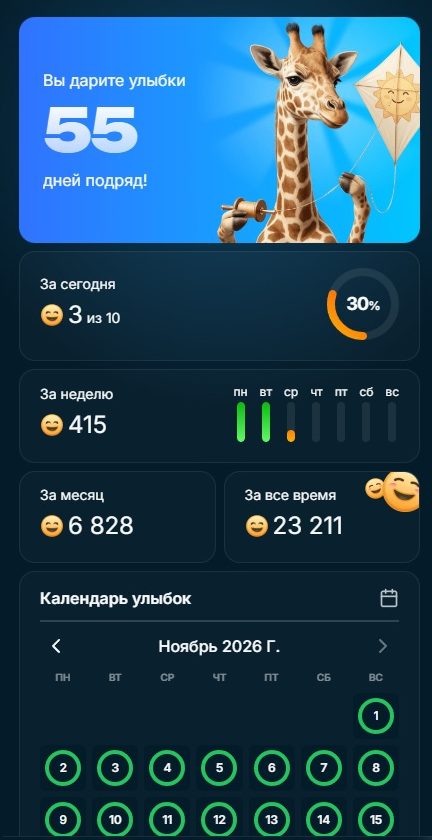 Вы дарите улыбки
55
дней подряд!
За сегодня
3 из 10
30%
За неделю
415
пн вт ср чт пт сб вс
За месяц
6 828
За все время
23 211
Календарь улыбок
Ноябрь 2026 Г.
ПН ВТ СР ЧТ ПТ СБ ВС
1
2 3 4 5 6 7 8
9 10 11 12 13 14 15